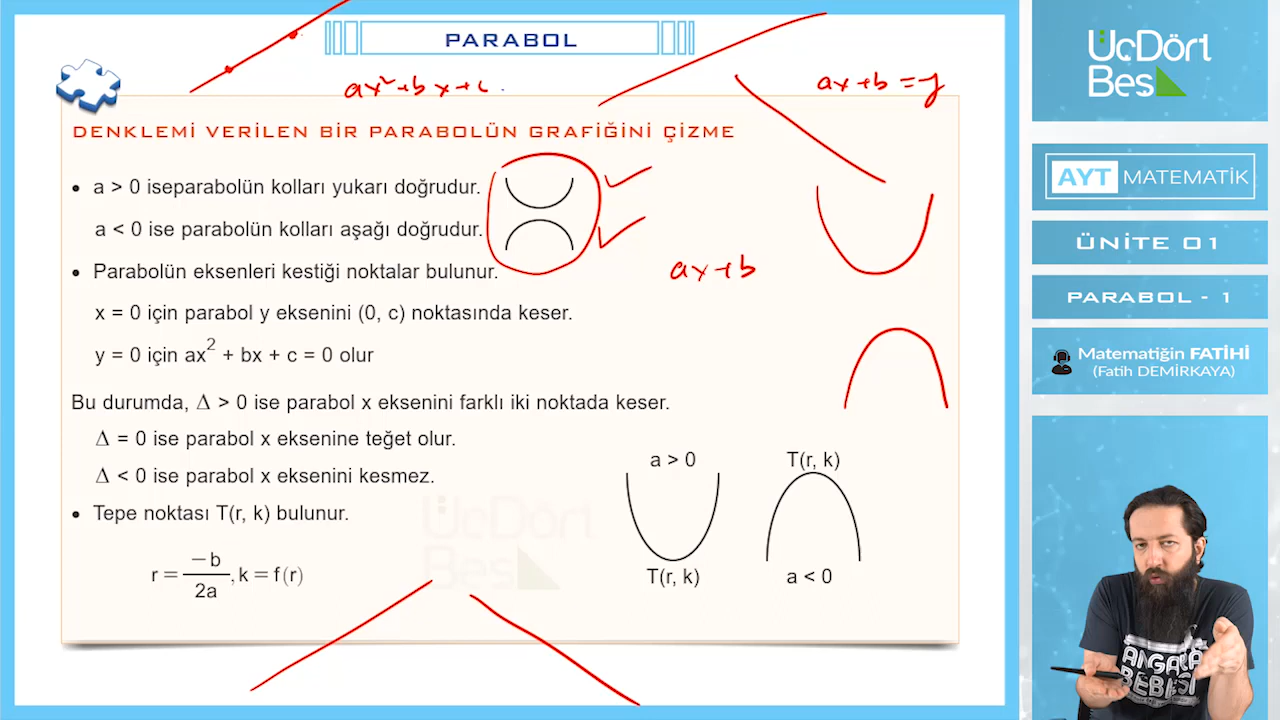 PARABOL
ax²+bx+c
ax+b=y
DENKLEMİ VERİLEN BİR PARABOLÜN GRAFİĞİNİ ÇİZME
• a > 0 iseparabolün kolları yukarı doğrudur.
a < 0 ise parabolün kolları aşağı doğrudur.
ax+b
• Parabolün eksenleri kestiği noktalar bulunur.
x = 0 için parabol y eksenini (0, c) noktasında keser.
y = 0 için ax² + bx + c = 0 olur
Bu durumda, Δ > 0 ise parabol x eksenini farklı iki noktada keser.
Δ = 0 ise parabol x eksenine teğet olur.
Δ < 0 ise parabol x eksenini kesmez.
• Tepe noktası T(r, k) bulunur.
r = −b/2a, k = f(r)
a > 0
T(r, k)
T(r, k)
a < 0
ÜçDört
Beş
ÜçDört
Beş
AYT MATEMATİK
ÜNİTE 01
PARABOL - 1
Matematiğin FATİHİ
(Fatih DEMİRKAYA)
ANGARA
BEBESİ